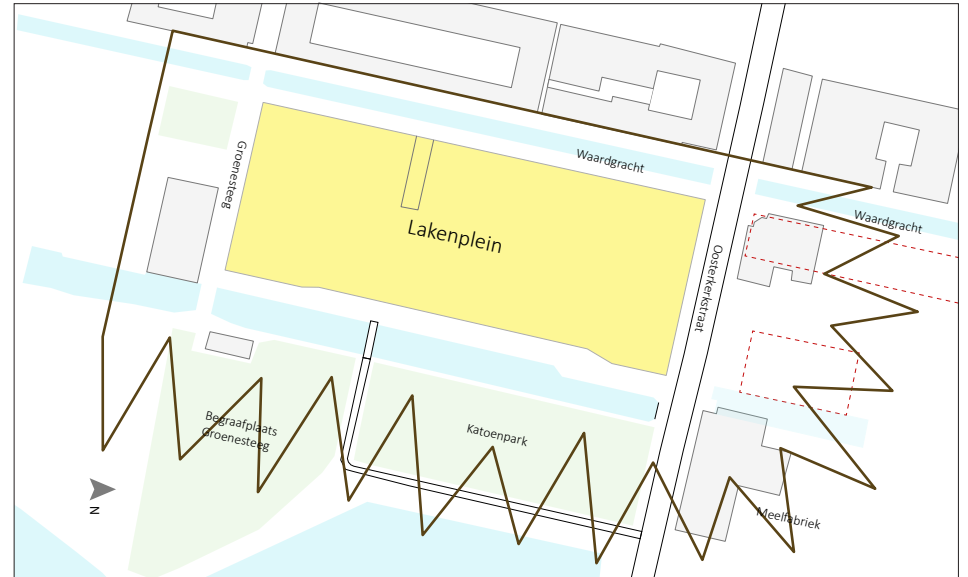 Waardgracht
Groenesteeg
Lakenplein
Waardgracht
Oosterkerkstraat
Begraafplaats
Groenesteeg
Katoenpark
Meelfabriek
N